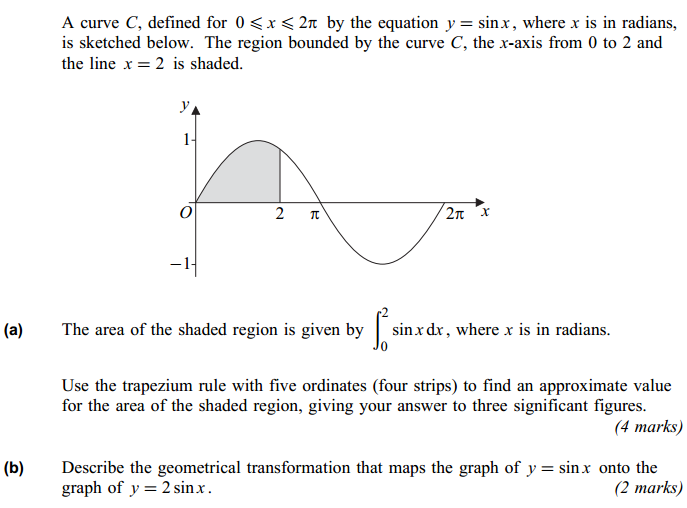 A curve C, defined for 0 ⩽ x ⩽ 2π by the equation y = sin x, where x is in radians,
is sketched below. The region bounded by the curve C, the x-axis from 0 to 2 and
the line x = 2 is shaded.
y
1
O 2 π 2π x
−1
(a) The area of the shaded region is given by ∫₀² sin x dx, where x is in radians.
Use the trapezium rule with five ordinates (four strips) to find an approximate value
for the area of the shaded region, giving your answer to three significant figures.
(4 marks)
(b) Describe the geometrical transformation that maps the graph of y = sin x onto the
graph of y = 2 sin x. (2 marks)